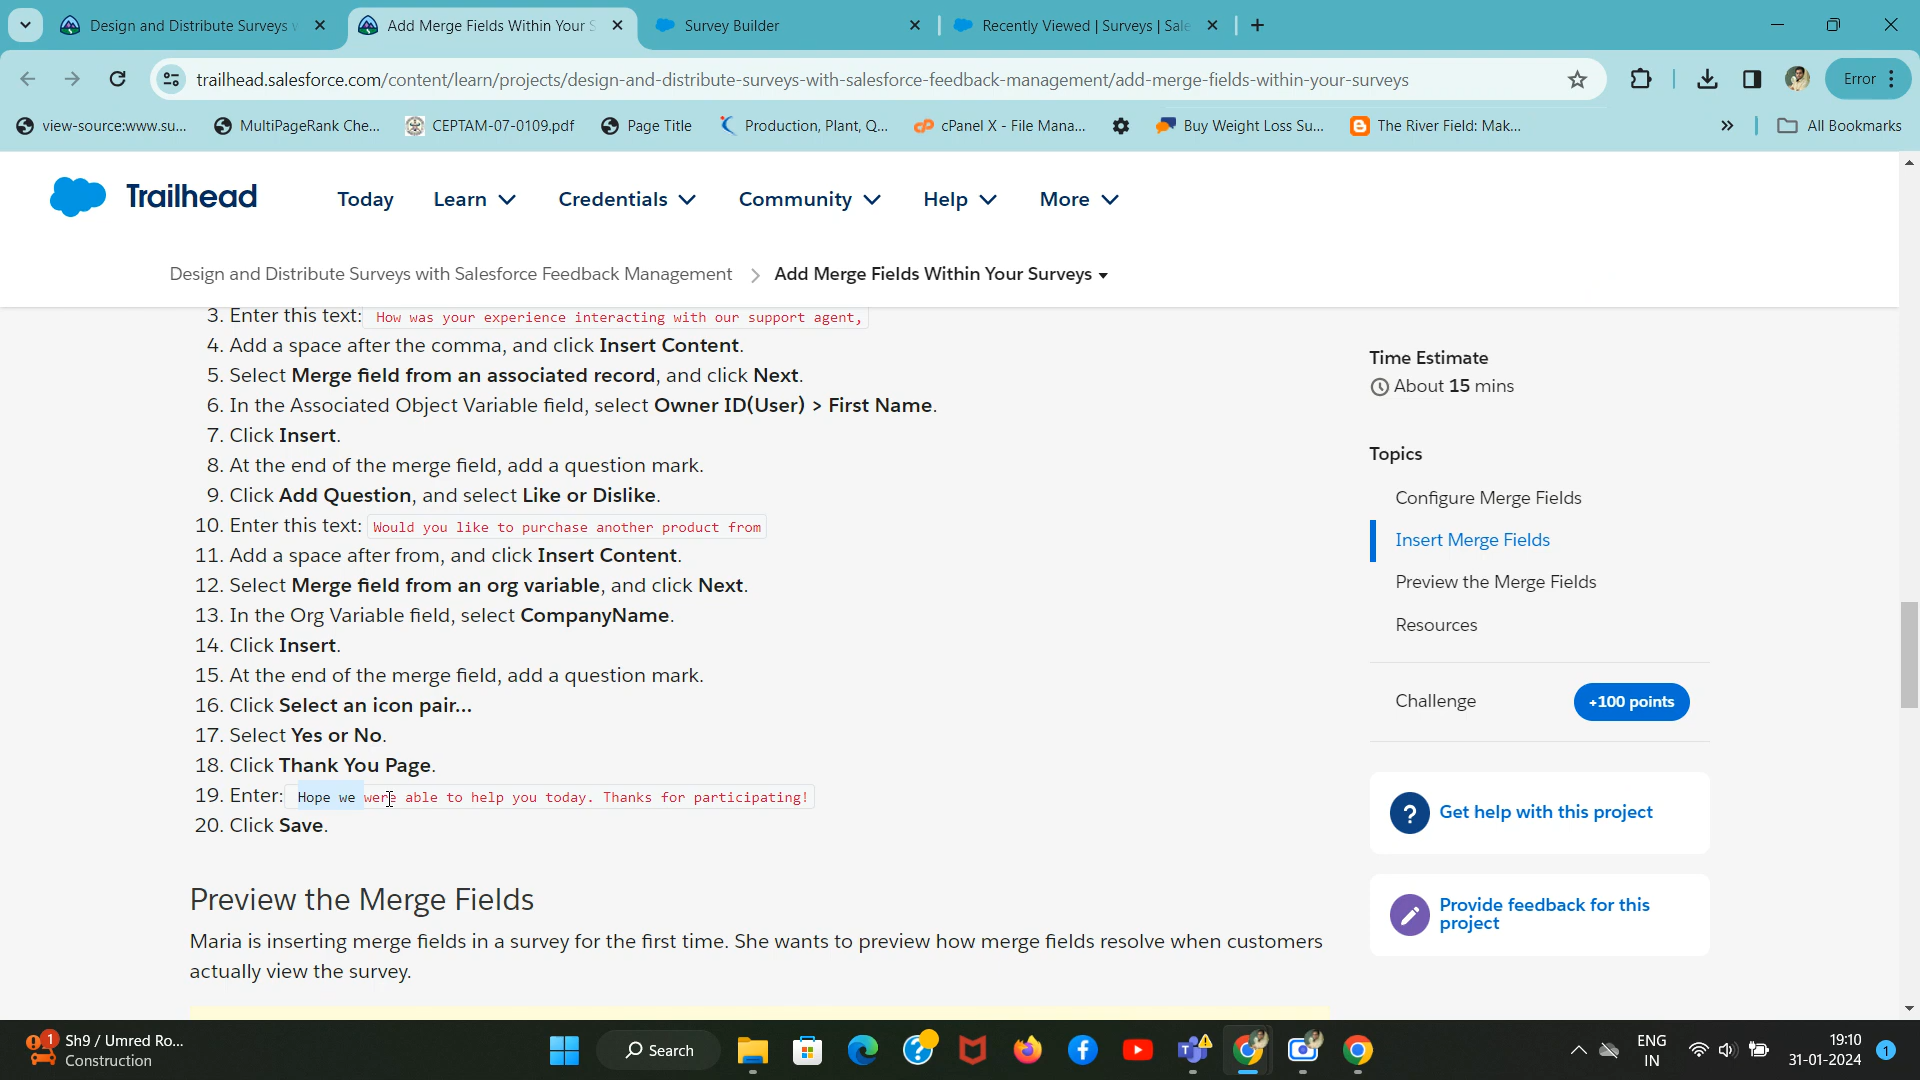 Design and Distribute Surveys w
Add Merge Fields Within Your S
Survey Builder
Recently Viewed | Surveys | Sale
trailhead.salesforce.com/content/learn/projects/design-and-distribute-surveys-with-salesforce-feedback-management/add-merge-fields-within-your-surveys
Error
view-source:www.su...
MultiPageRank Che...
CEPTAM-07-0109.pdf
Page Title
Production, Plant, Q...
cPanel X - File Mana...
Buy Weight Loss Su...
The River Field: Mak...
All Bookmarks
Trailhead
Today
Learn
Credentials
Community
Help
More
Design and Distribute Surveys with Salesforce Feedback Management > Add Merge Fields Within Your Surveys
3. Enter this text: How was your experience interacting with our support agent,
4. Add a space after the comma, and click Insert Content.
5. Select Merge field from an associated record, and click Next.
6. In the Associated Object Variable field, select Owner ID(User) > First Name.
7. Click Insert.
8. At the end of the merge field, add a question mark.
9. Click Add Question, and select Like or Dislike.
10. Enter this text: Would you like to purchase another product from
11. Add a space after from, and click Insert Content.
12. Select Merge field from an org variable, and click Next.
13. In the Org Variable field, select CompanyName.
14. Click Insert.
15. At the end of the merge field, add a question mark.
16. Click Select an icon pair...
17. Select Yes or No.
18. Click Thank You Page.
19. Enter: Hope we were able to help you today. Thanks for participating!
20. Click Save.
Preview the Merge Fields
Maria is inserting merge fields in a survey for the first time. She wants to preview how merge fields resolve when customers
actually view the survey.
Time Estimate
About 15 mins
Topics
Configure Merge Fields
Insert Merge Fields
Preview the Merge Fields
Resources
Challenge
+100 points
? Get help with this project
Provide feedback for this
project
1
Sh9 / Umred Ro...
Construction
Search
ENG
IN
19:10
31-01-2024
1